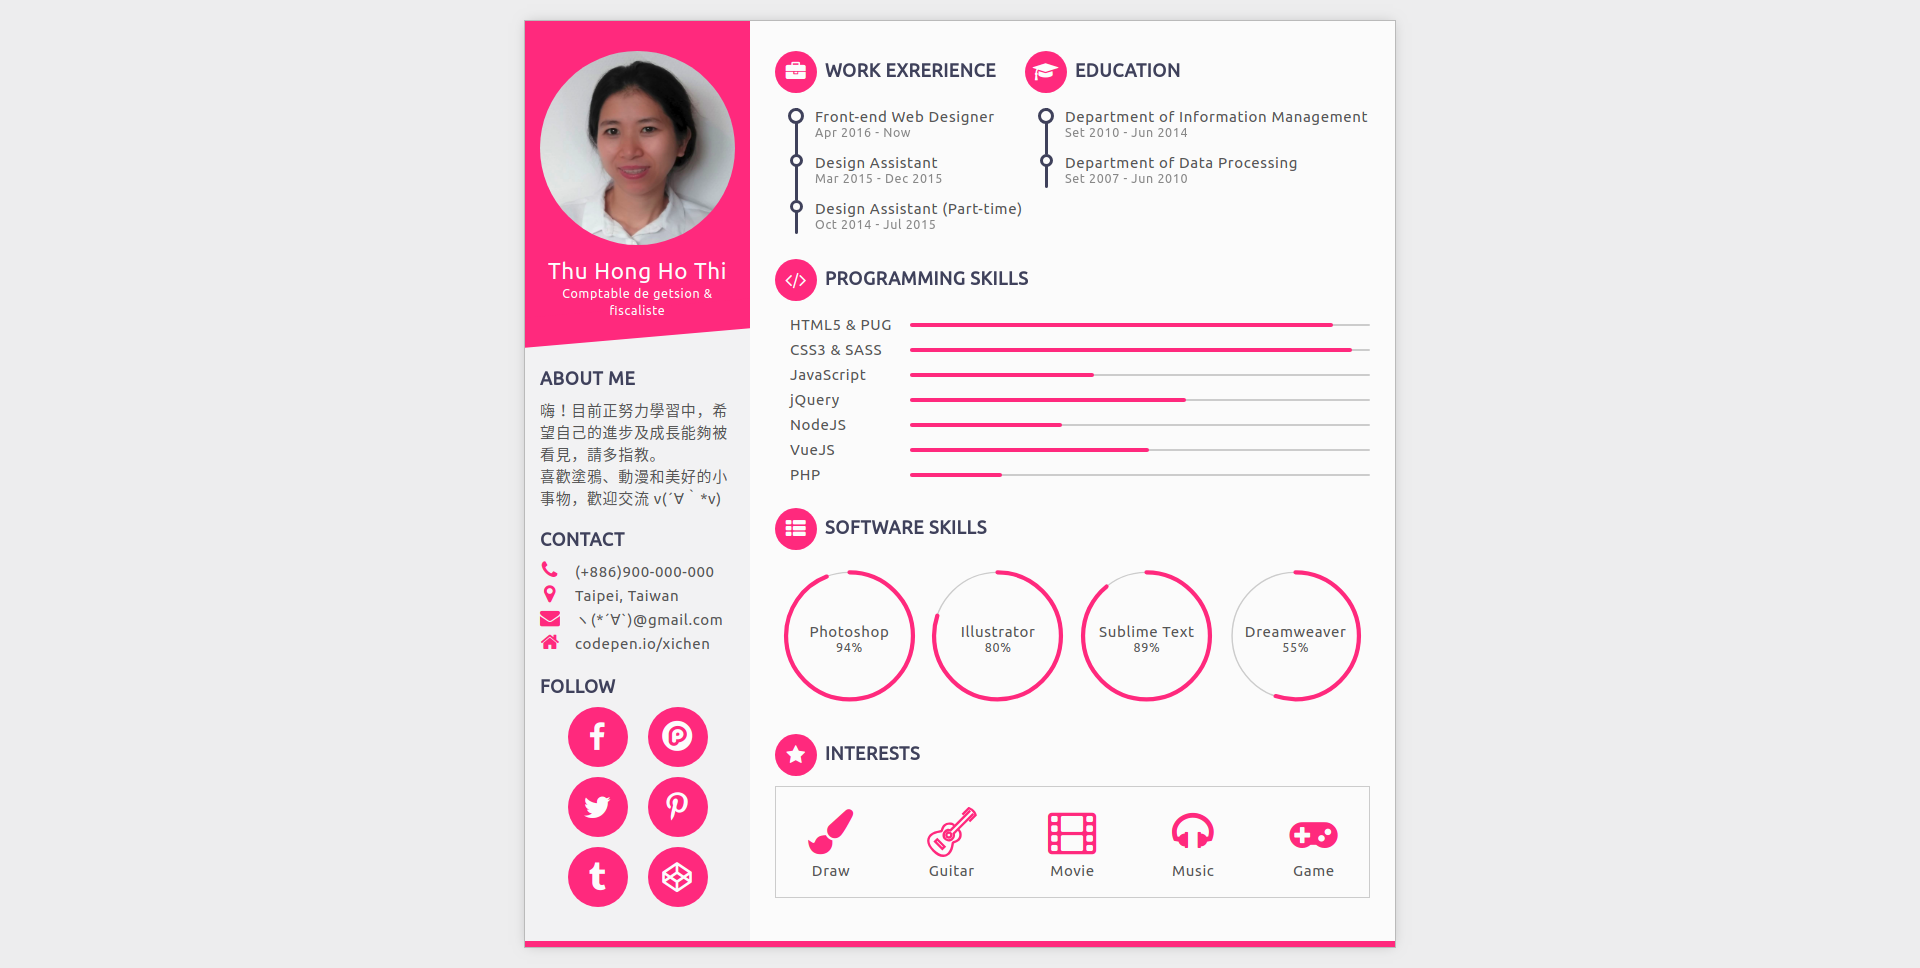 Thu Hong Ho Thi
Comptable de getsion &
fiscaliste
ABOUT ME
嗨！目前正努力學習中，希
望自己的進步及成長能夠被
看見，請多指教。
喜歡塗鴉、動漫和美好的小
事物，歡迎交流 v(´∀｀*v)
CONTACT
(+886)900-000-000
Taipei, Taiwan
ヽ(*´∀`)@gmail.com
codepen.io/xichen
FOLLOW
WORK EXRERIENCE
Front-end Web Designer
Apr 2016 - Now
Design Assistant
Mar 2015 - Dec 2015
Design Assistant (Part-time)
Oct 2014 - Jul 2015
EDUCATION
Department of Information Management
Set 2010 - Jun 2014
Department of Data Processing
Set 2007 - Jun 2010
PROGRAMMING SKILLS
HTML5 & PUG
CSS3 & SASS
JavaScript
jQuery
NodeJS
VueJS
PHP
SOFTWARE SKILLS
Photoshop
94%
Illustrator
80%
Sublime Text
89%
Dreamweaver
55%
INTERESTS
Draw
Guitar
Movie
Music
Game